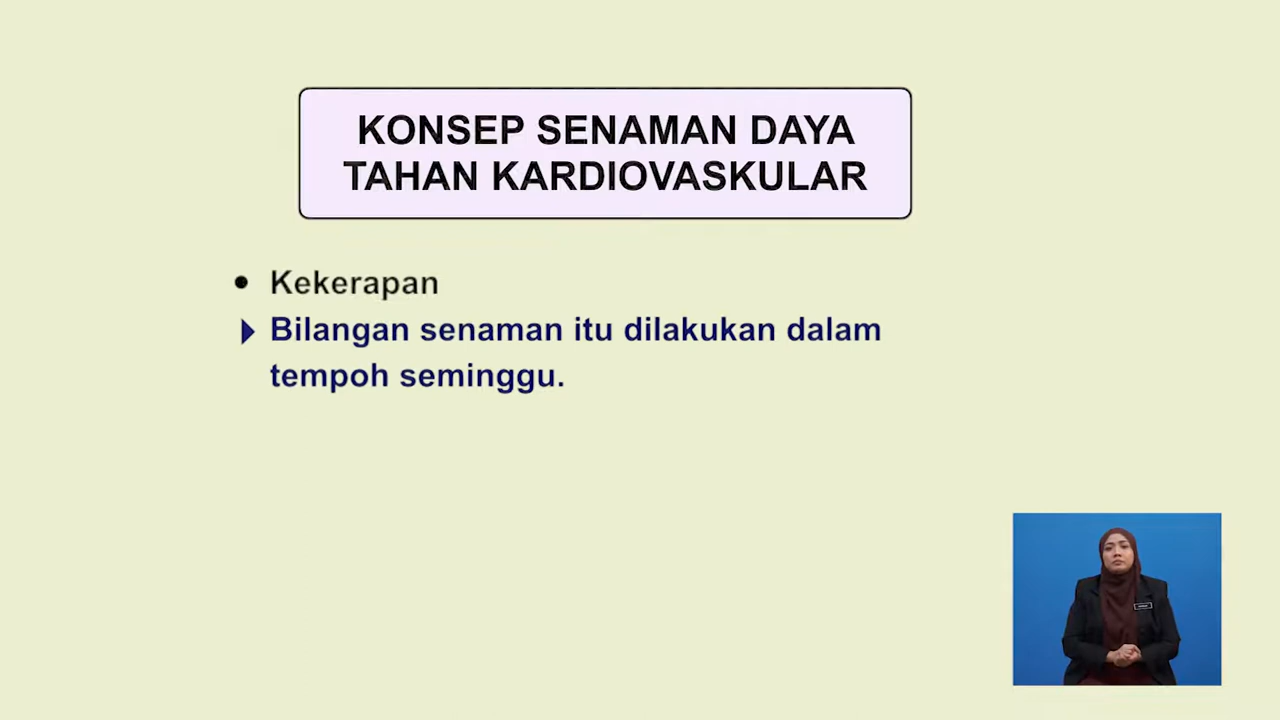 KONSEP SENAMAN DAYA
TAHAN KARDIOVASKULAR
• Kekerapan
Bilangan senaman itu dilakukan dalam
tempoh seminggu.